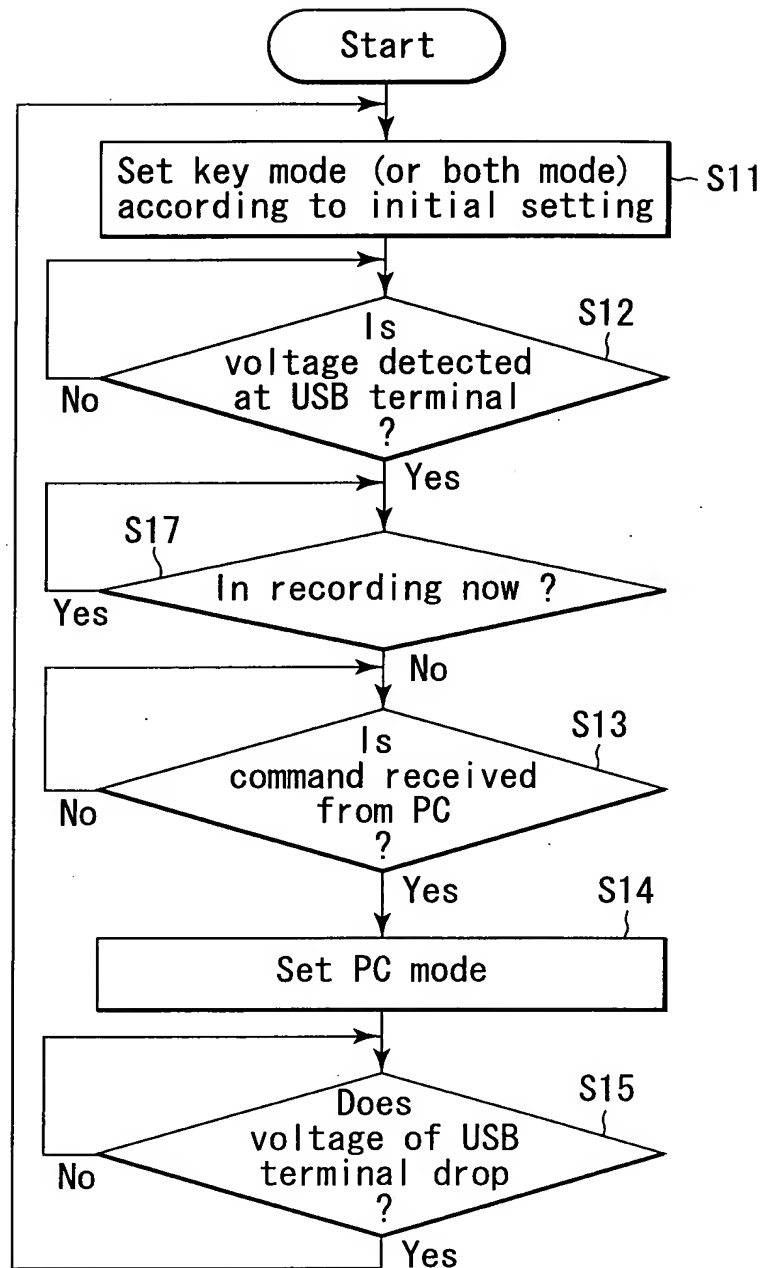 Start
Set key mode (or both mode)
according to initial setting
S11
S12
Is
voltage detected
at USB terminal
?
No
Yes
S17
In recording now ?
Yes
No
S13
Is
command received
from PC
?
No
Yes
S14
Set PC mode
S15
Does
voltage of USB
terminal drop
?
No
Yes